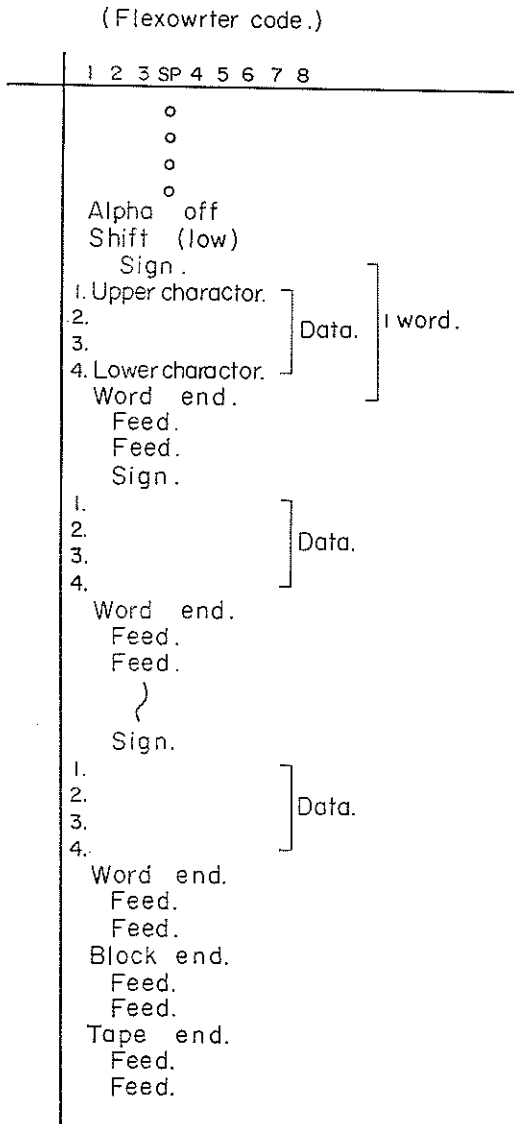 (Flexowrter code.)
1 2 3 SP 4 5 6 7 8
Alpha off
Shift (low)
Sign.
1. Upper charactor.
2.
3.
4. Lower charactor.
Data.
1 word.
Word end.
Feed.
Feed.
Sign.
1.
2.
3.
4.
Data.
Word end.
Feed.
Feed.
Sign.
1.
2.
3.
4.
Data.
Word end.
Feed.
Feed.
Block end.
Feed.
Feed.
Tape end.
Feed.
Feed.